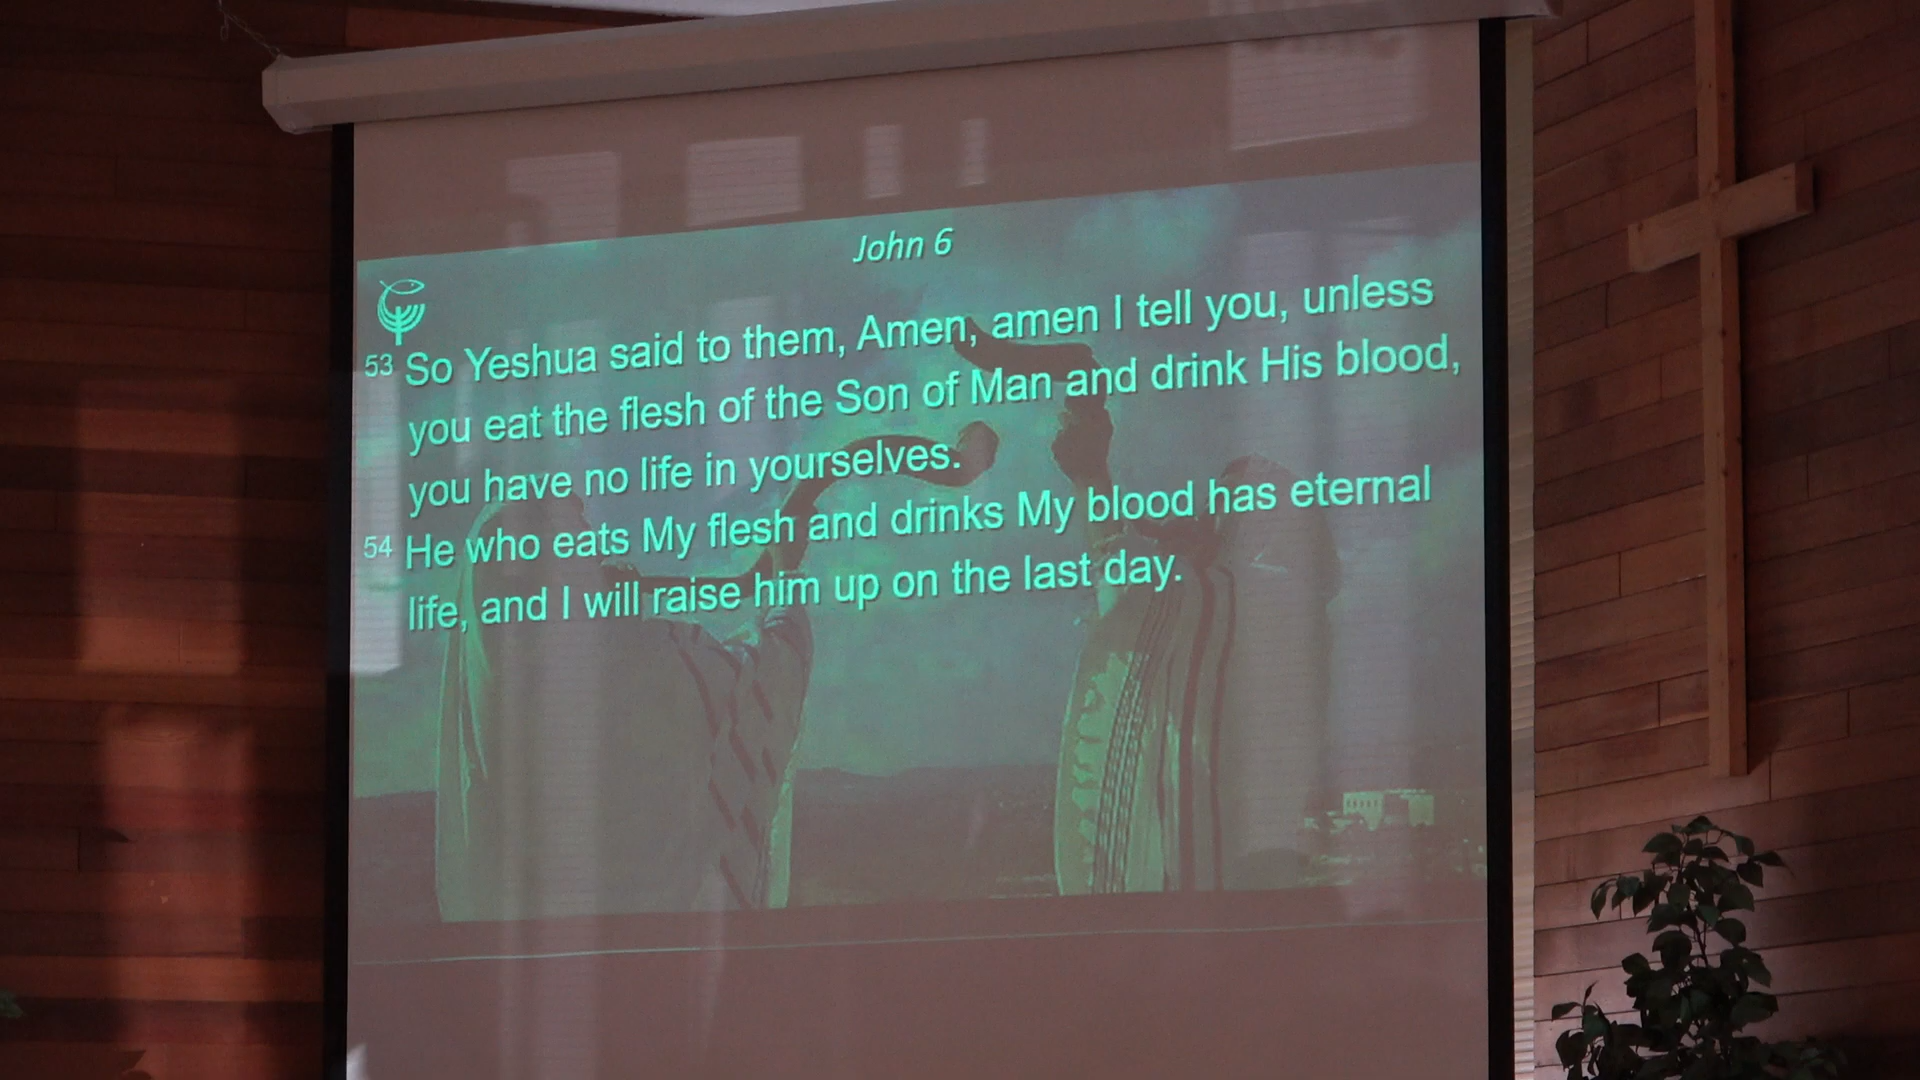 John 6
53 So Yeshua said to them, Amen, amen I tell you, unless
you eat the flesh of the Son of Man and drink His blood,
you have no life in yourselves.
54 He who eats My flesh and drinks My blood has eternal
life, and I will raise him up on the last day.